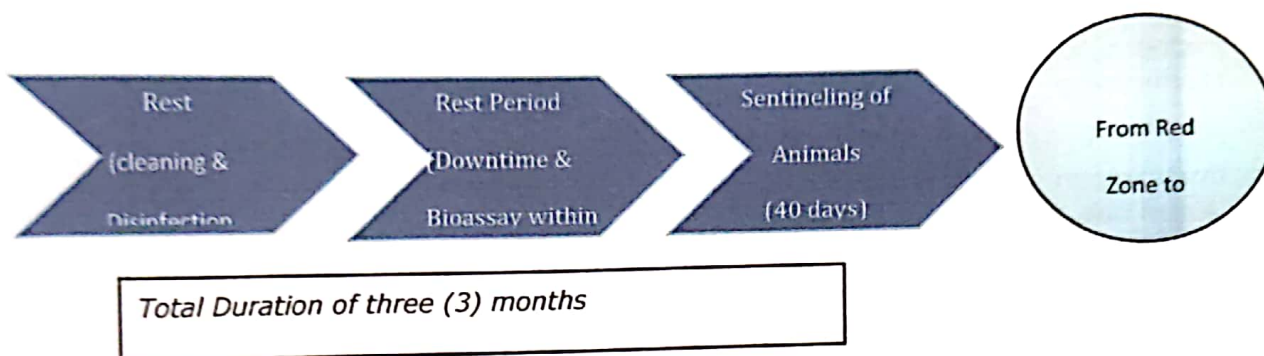 Rest
(cleaning &
Disinfection
Rest Period
(Downtime &
Bioassay within
Sentineling of
Animals
(40 days)
From Red
Zone to
Total Duration of three (3) months